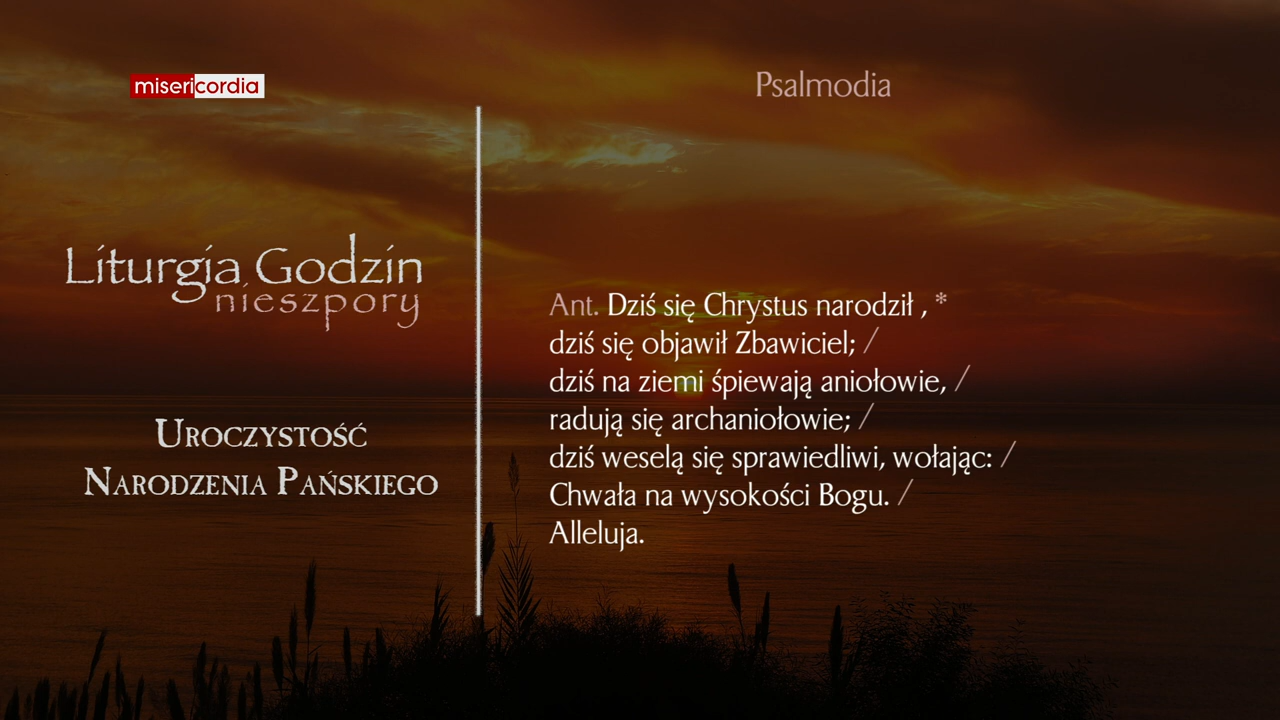 misericordia
Psalmodia
Liturgia Godzin
nieszpory
Uroczystość
Narodzenia Pańskiego
Ant. Dziś się Chrystus narodził , *
dziś się objawił Zbawiciel; /
dziś na ziemi śpiewają aniołowie, /
radują się archaniołowie; /
dziś weselą się sprawiedliwi, wołając: /
Chwała na wysokości Bogu. /
Alleluja.